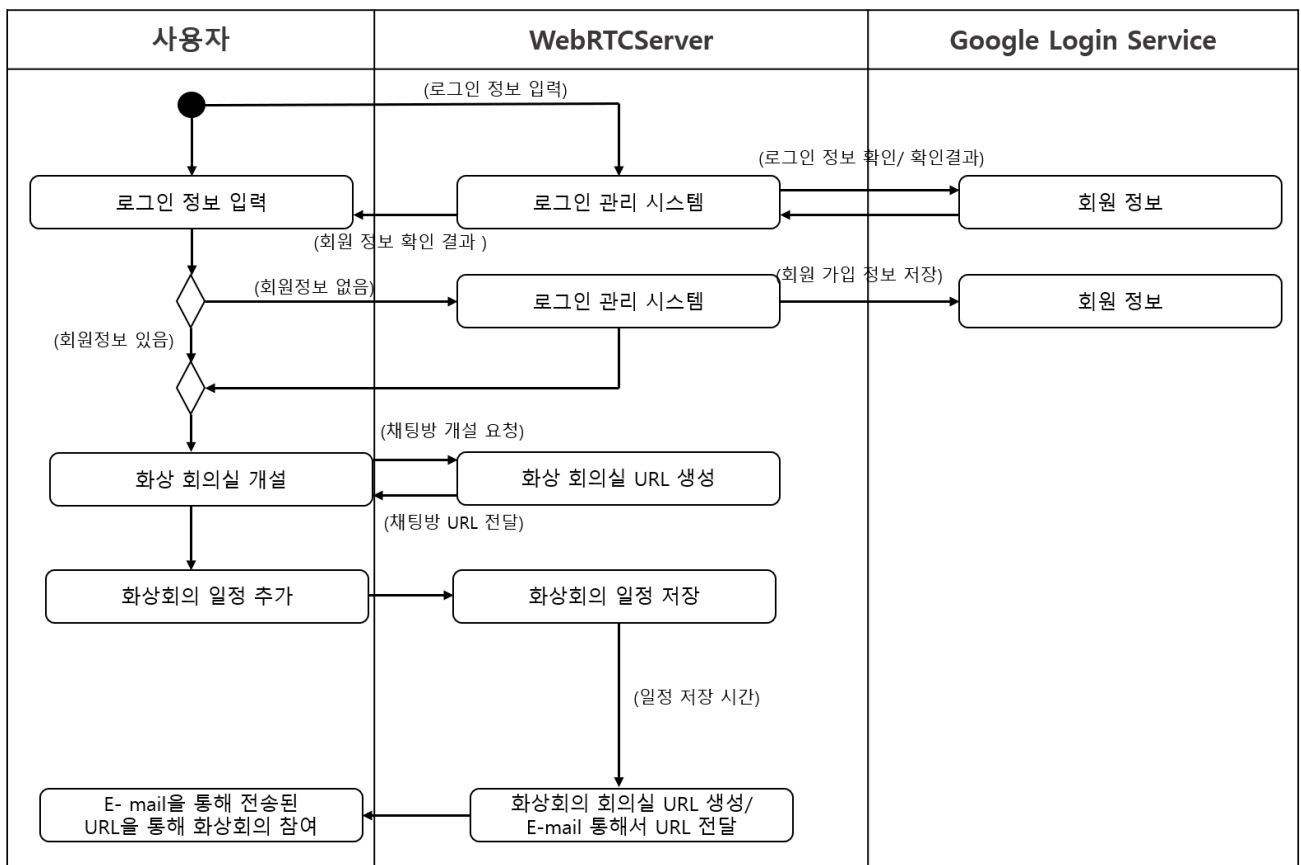 사용자
WebRTCServer
Google Login Service
(로그인 정보 입력)
(로그인 정보 확인/ 확인결과)
로그인 정보 입력
로그인 관리 시스템
회원 정보
(회원 정보 확인 결과 )
(회원정보 없음)
로그인 관리 시스템
(회원 가입 정보 저장)
회원 정보
(회원정보 있음)
(채팅방 개설 요청)
화상 회의실 개설
화상 회의실 URL 생성
(채팅방 URL 전달)
화상회의 일정 추가
화상회의 일정 저장
(일정 저장 시간)
E- mail을 통해 전송된
URL을 통해 화상회의 참여
화상회의 회의실 URL 생성/
E-mail 통해서 URL 전달